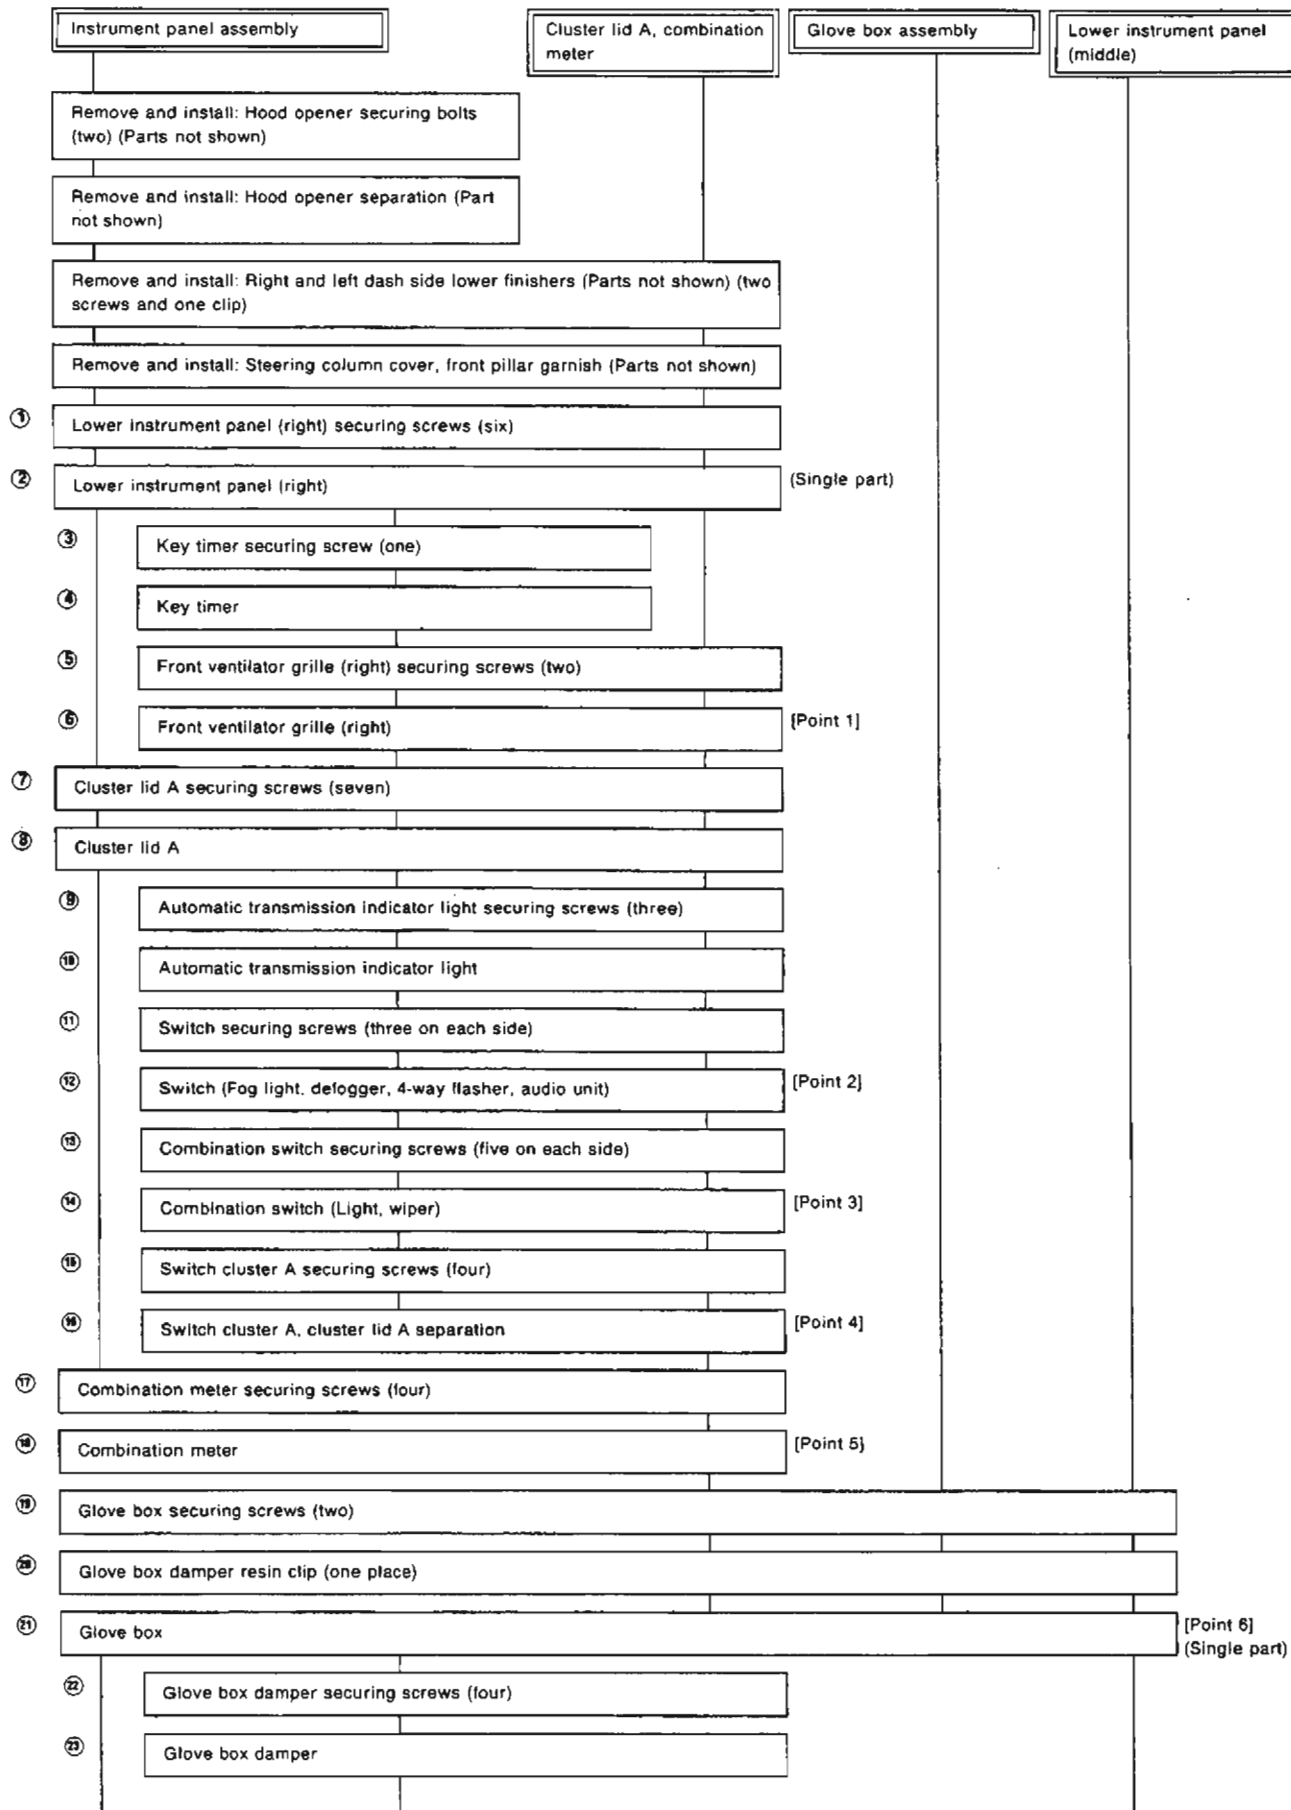 Instrument panel assembly
Cluster lid A, combination
meter
Glove box assembly
Lower instrument panel
(middle)
Remove and install: Hood opener securing bolts
(two) (Parts not shown)
Remove and install: Hood opener separation (Part
not shown)
Remove and install: Right and left dash side lower finishers (Parts not shown) (two
screws and one clip)
Remove and install: Steering column cover, front pillar garnish (Parts not shown)
① Lower instrument panel (right) securing screws (six)
② Lower instrument panel (right) (Single part)
③ Key timer securing screw (one)
④ Key timer
⑤ Front ventilator grille (right) securing screws (two)
⑥ Front ventilator grille (right) [Point 1]
⑦ Cluster lid A securing screws (seven)
⑧ Cluster lid A
⑨ Automatic transmission indicator light securing screws (three)
⑩ Automatic transmission indicator light
⑪ Switch securing screws (three on each side)
⑫ Switch (Fog light, defogger, 4-way flasher, audio unit) [Point 2]
⑬ Combination switch securing screws (five on each side)
⑭ Combination switch (Light, wiper) [Point 3]
⑮ Switch cluster A securing screws (four)
⑯ Switch cluster A, cluster lid A separation [Point 4]
⑰ Combination meter securing screws (four)
⑱ Combination meter [Point 5]
⑲ Glove box securing screws (two)
⑳ Glove box damper resin clip (one place)
㉑ Glove box [Point 6]
(Single part)
㉒ Glove box damper securing screws (four)
㉓ Glove box damper